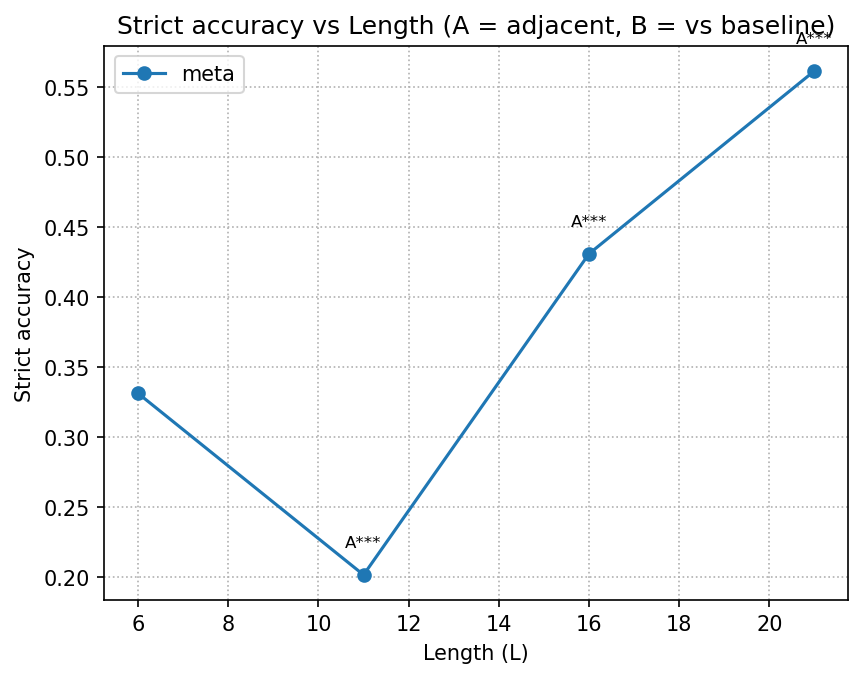 Strict accuracy vs Length (A = adjacent, B = vs baseline)
A***
meta
0.55
0.50
A***
0.45
0.40
0.35
0.30
0.25
A***
0.20
Strict accuracy
6 8 10 12 14 16 18 20
Length (L)